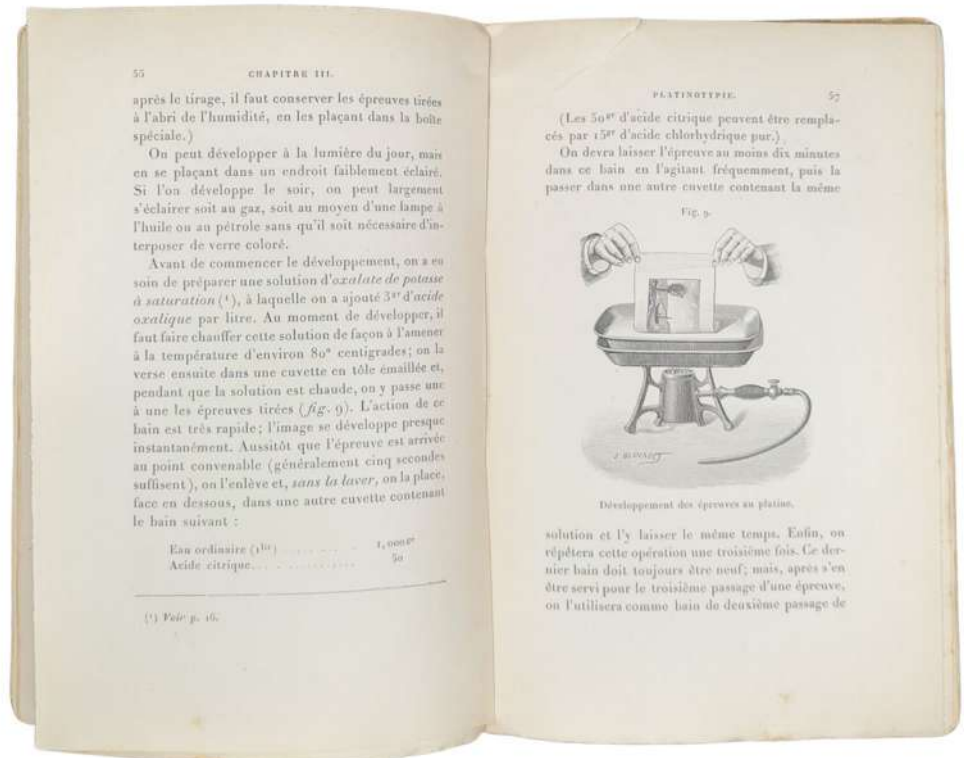 55 CHAPITRE III.
après le tirage, il faut conserver les épreuves tirées
à l'abri de l'humidité, en les plaçant dans la boîte
spéciale.)
On peut développer à la lumière du jour, mais
en se plaçant dans un endroit faiblement éclairé.
Si l'on développe le soir, on peut largement
s'éclairer soit au gaz, soit au moyen d'une lampe à
l'huile ou au pétrole sans qu'il soit nécessaire d'in-
terposer de verre coloré.
Avant de commencer le développement, on a eu
soin de préparer une solution d'oxalate de potasse
à saturation (¹), à laquelle on a ajouté 3gr d'acide
oxalique par litre. Au moment de développer, il
faut faire chauffer cette solution de façon à l'amener
à la température d'environ 80° centigrades; on la
verse ensuite dans une cuvette en tôle émaillée et,
pendant que la solution est chaude, on y passe une
à une les épreuves tirées (fig. 9). L'action de ce
bain est très rapide; l'image se développe presque
instantanément. Aussitôt que l'épreuve est arrivée
au point convenable (généralement cinq secondes
suffisent), on l'enlève et, sans la laver, on la place,
face en dessous, dans une autre cuvette contenant
le bain suivant :
Eau ordinaire (1lit) . . . . . . . 1,000gr
Acide citrique. . . . . . . . . . . . 50
(¹) Voir p. 16.
PLATINOTYPIE. 57
(Les 50gr d'acide citrique peuvent être rempla-
cés par 15gr d'acide chlorhydrique pur.)
On devra laisser l'épreuve au moins dix minutes
dans ce bain en l'agitant fréquemment, puis la
passer dans une autre cuvette contenant la même
Fig. 9.
Développement des épreuves au platine.
solution et l'y laisser le même temps. Enfin, on
répétera cette opération une troisième fois. Ce der-
nier bain doit toujours être neuf; mais, après s'en
être servi pour le troisième passage d'une épreuve,
on l'utilisera comme bain de deuxième passage de